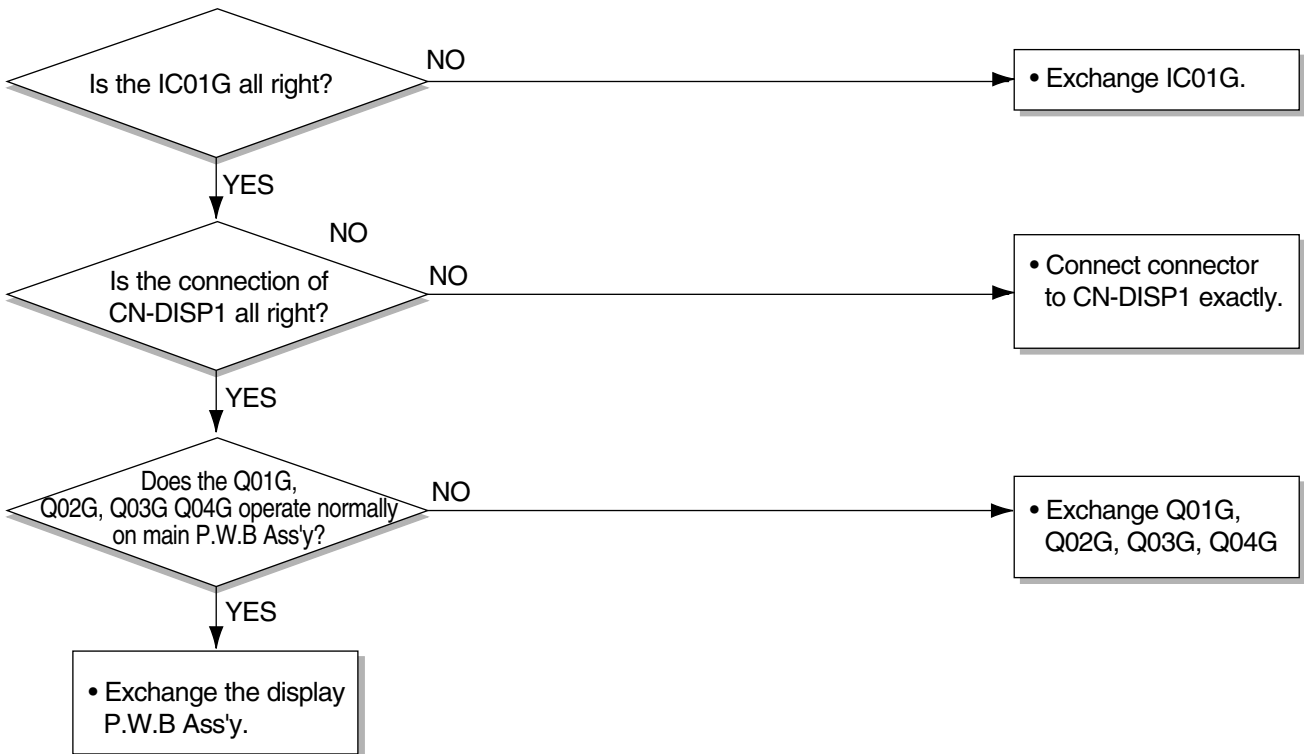 Is the IC01G all right?
NO
• Exchange IC01G.
YES
NO
Is the connection of
CN-DISP1 all right?
NO
• Connect connector
to CN-DISP1 exactly.
YES
Does the Q01G,
Q02G, Q03G Q04G operate normally
on main P.W.B Ass'y?
NO
• Exchange Q01G,
Q02G, Q03G, Q04G
YES
• Exchange the display
P.W.B Ass'y.